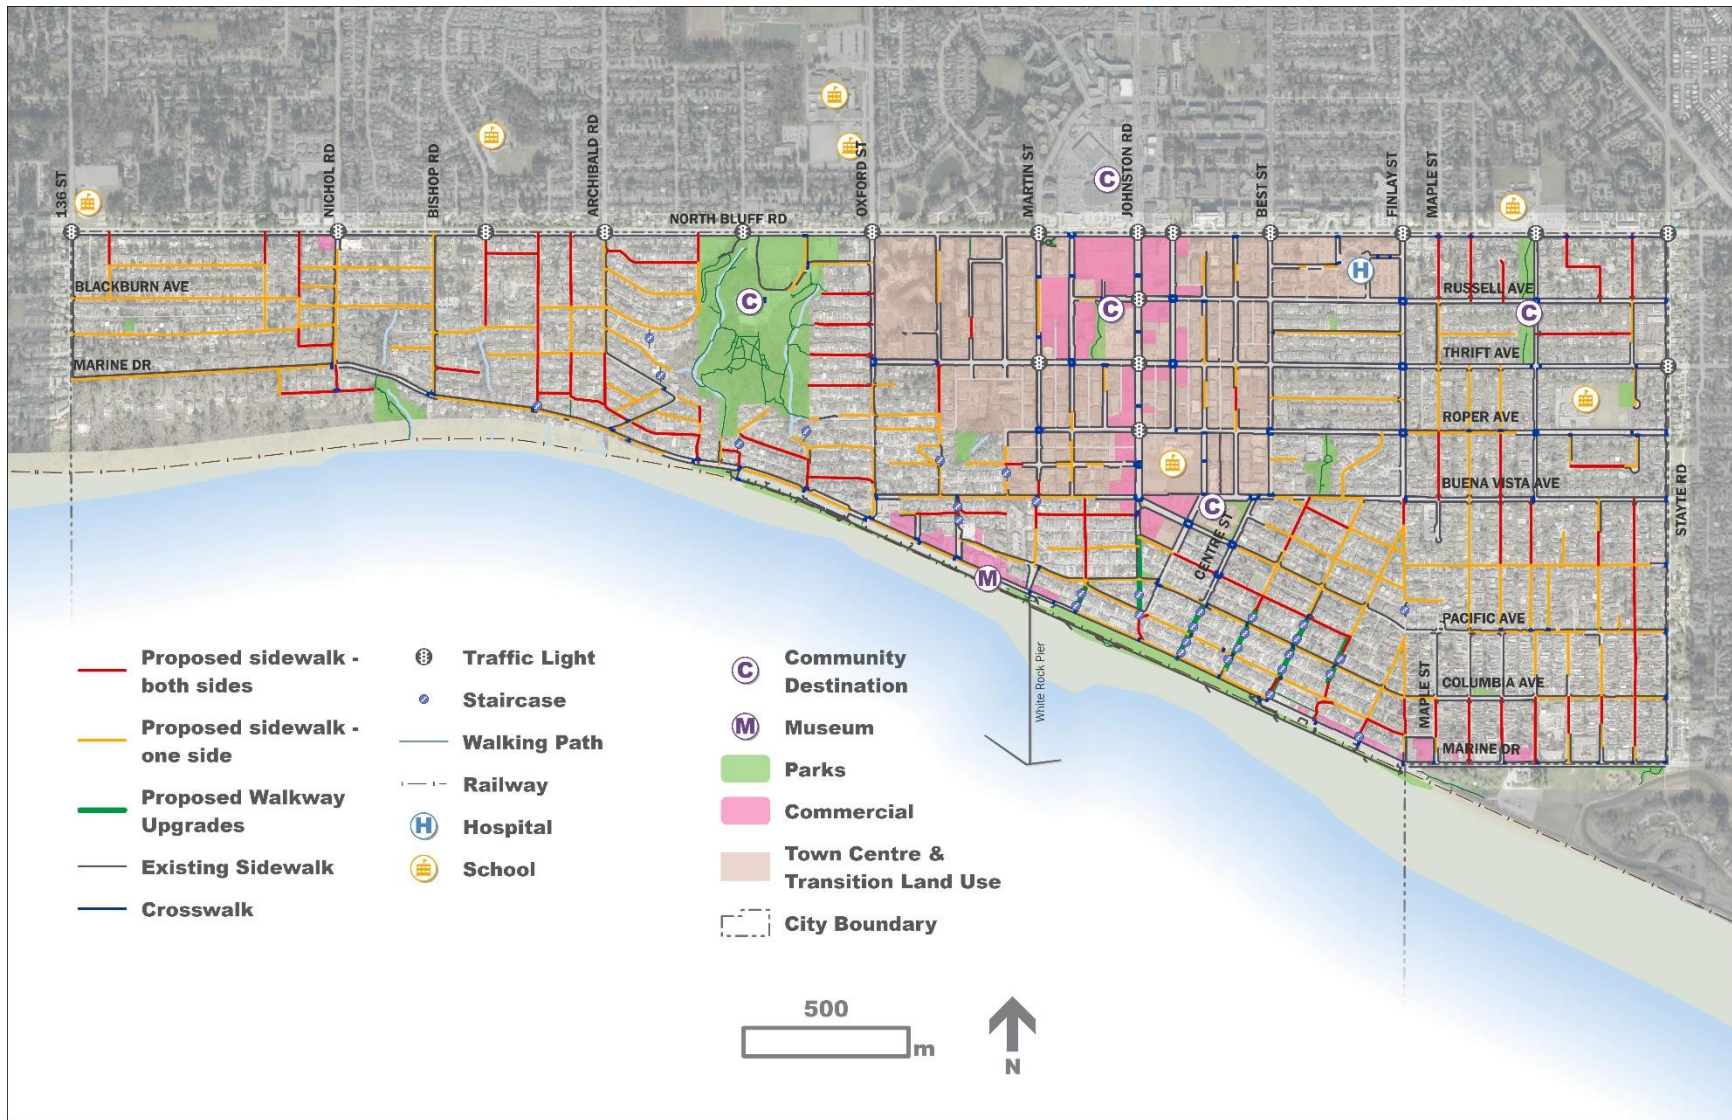 136 ST
NICHOL RD
BISHOP RD
ARCHIBALD RD
NORTH BLUFF RD
OXFORD ST
MARTIN ST
JOHNSTON RD
BEST ST
FINLAY ST
MAPLE ST
C
H
BLACKBURN AVE
C
C
C
RUSSELL AVE
MARINE DR
THRIFT AVE
ROPER AVE
BUENA VISTA AVE
C
STAYTE RD
CENTRE ST
M
PACIFIC AVE
White Rock Pier
MAPLE ST
COLUMBIA AVE
MARINE DR
Proposed sidewalk -
both sides
Proposed sidewalk -
one side
Proposed Walkway
Upgrades
Existing Sidewalk
Crosswalk
Traffic Light
Staircase
Walking Path
Railway
H
Hospital
School
C
Community
Destination
M
Museum
Parks
Commercial
Town Centre &
Transition Land Use
City Boundary
500
m
N